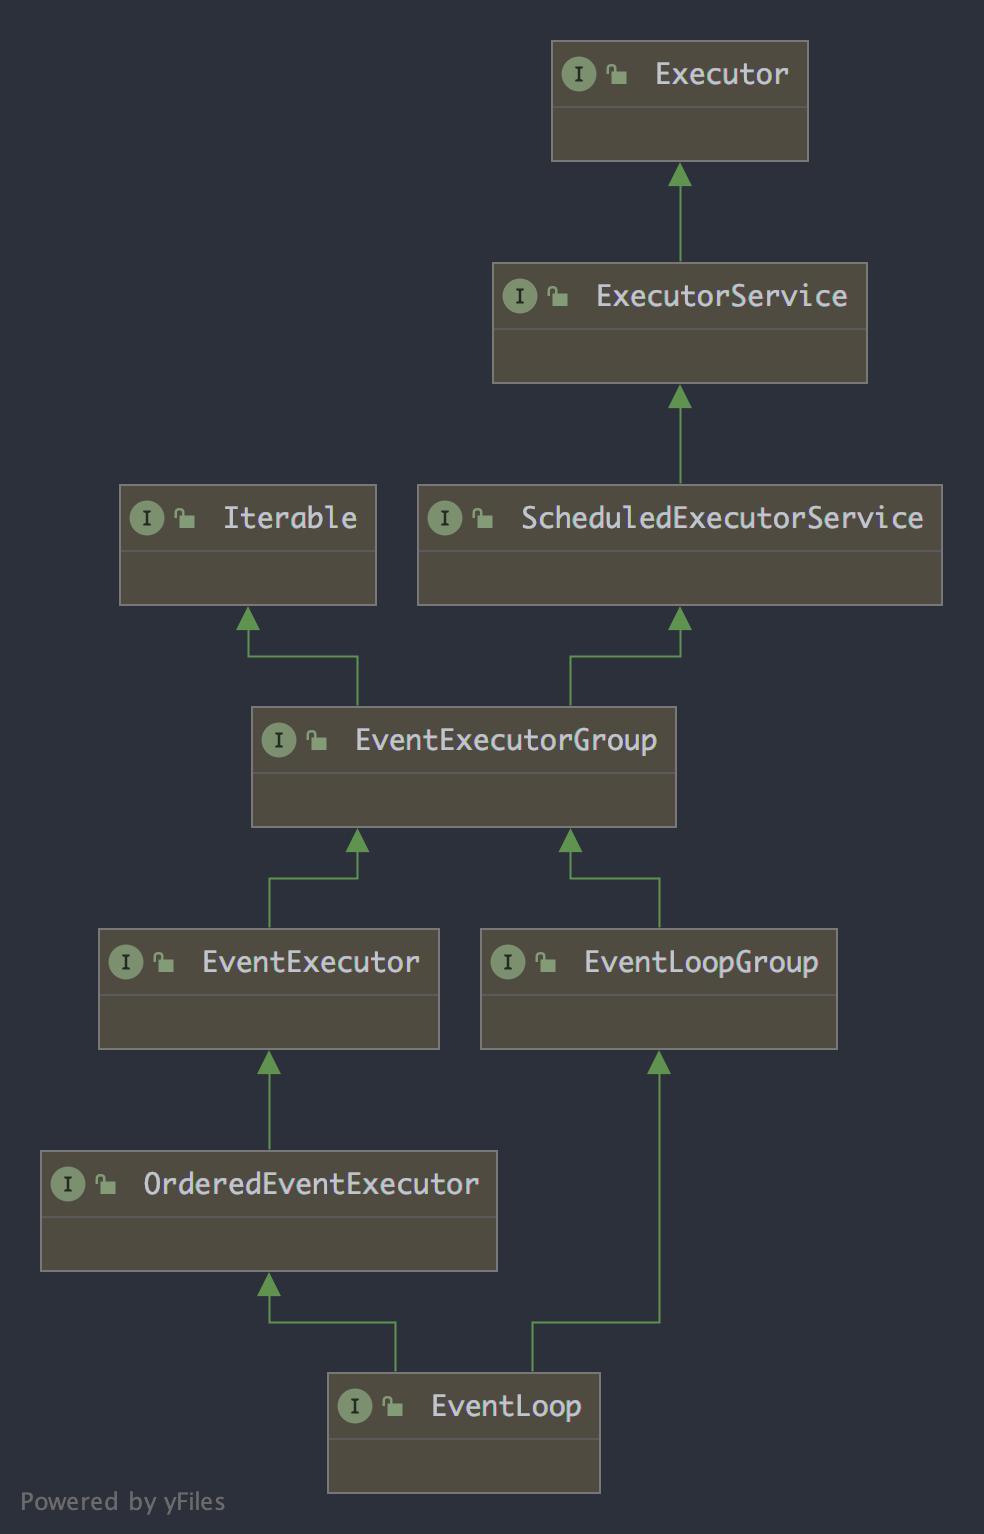 I Executor
I ExecutorService
I Iterable
I ScheduledExecutorService
I EventExecutorGroup
I EventExecutor
I EventLoopGroup
I OrderedEventExecutor
I EventLoop
Powered by yFiles